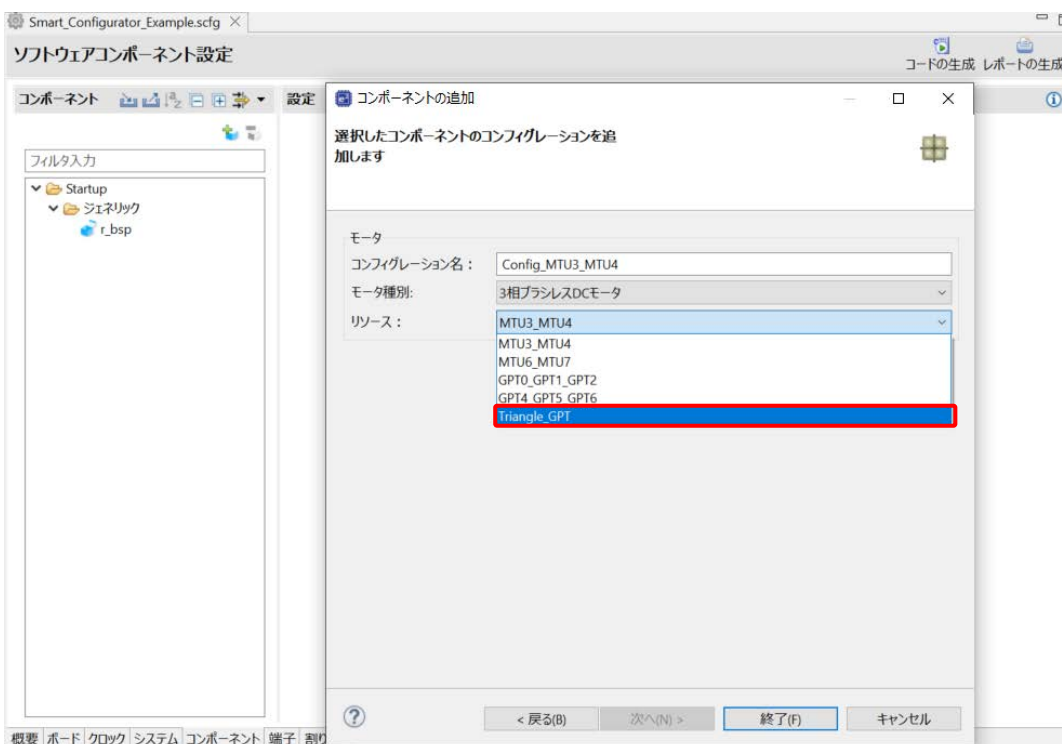 Smart_Configurator_Example.scfg
ソフトウェアコンポーネント設定
コードの生成 レポートの生成
コンポーネント
設定
フィルタ入力
Startup
ジェネリック
r_bsp
コンポーネントの追加
選択したコンポーネントのコンフィグレーションを追
加します
モータ
コンフィグレーション名：
Config_MTU3_MTU4
モータ種別:
3相ブラシレスDCモータ
リソース：
MTU3_MTU4
MTU3_MTU4
MTU6_MTU7
GPT0_GPT1_GPT2
GPT4_GPT5_GPT6
Triangle_GPT
< 戻る(B)
次へ(N) >
終了(F)
キャンセル
概要 ボード クロック システム コンポーネント 端子